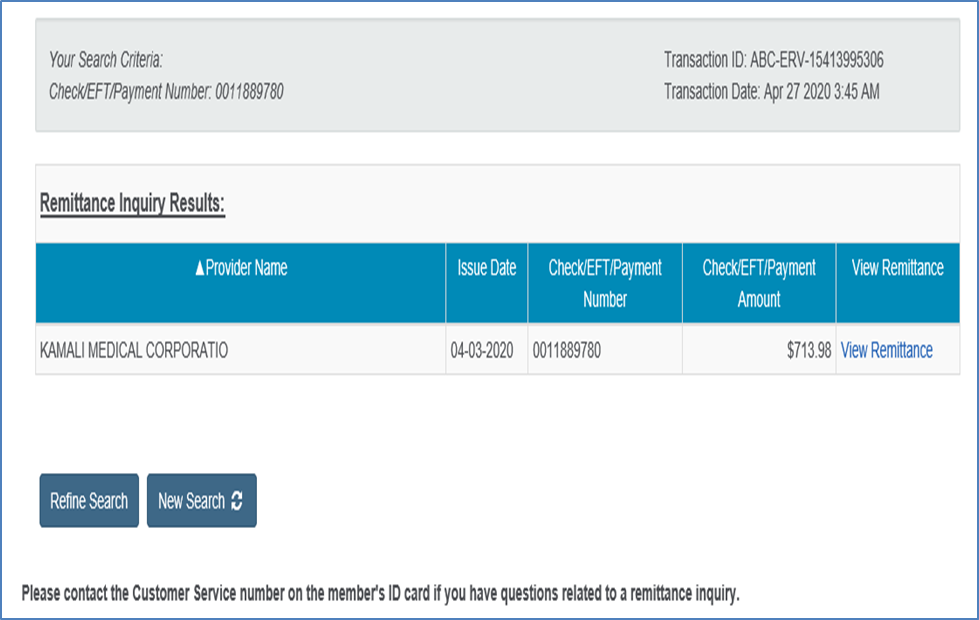 Your Search Criteria:
Check/EFT/Payment Number: 0011889780
Transaction ID: ABC-ERV-15413995306
Transaction Date: Apr 27 2020 3:45 AM
Remittance Inquiry Results:
▲Provider Name
Issue Date
Check/EFT/Payment
Number
Check/EFT/Payment
Amount
View Remittance
KAMALI MEDICAL CORPORATIO
04-03-2020
0011889780
$713.98
View Remittance
Refine Search
New Search
Please contact the Customer Service number on the member's ID card if you have questions related to a remittance inquiry.